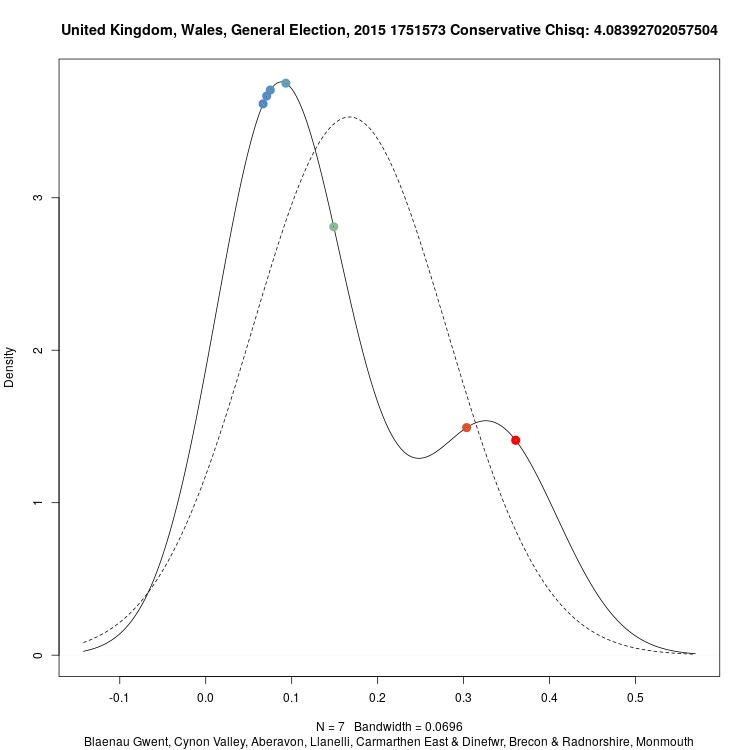 United Kingdom, Wales, General Election, 2015 1751573 Conservative Chisq: 4.08392702057504
Density
3
2
1
0
-0.1 0.0 0.1 0.2 0.3 0.4 0.5
N = 7 Bandwidth = 0.0696
Blaenau Gwent, Cynon Valley, Aberavon, Llanelli, Carmarthen East & Dinefwr, Brecon & Radnorshire, Monmouth